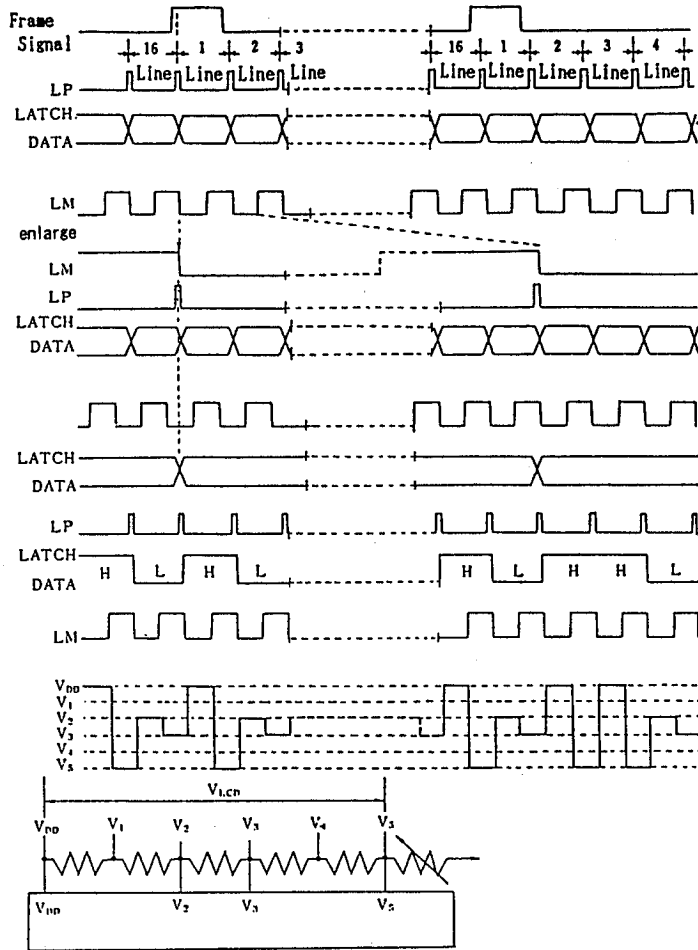 Frame
Signal
16 1 2 3 16 1 2 3 4
Line Line Line Line Line Line Line Line Line
LP
LATCH
DATA
LM
enlarge
LM
LP
LATCH
DATA
LATCH
DATA
LP
LATCH
DATA
H L H L H L H H L
LM
VDD
V1
V2
V3
V4
V5
VLCD
VDD V1 V2 V3 V4 V5
VDD V2 V3 V5